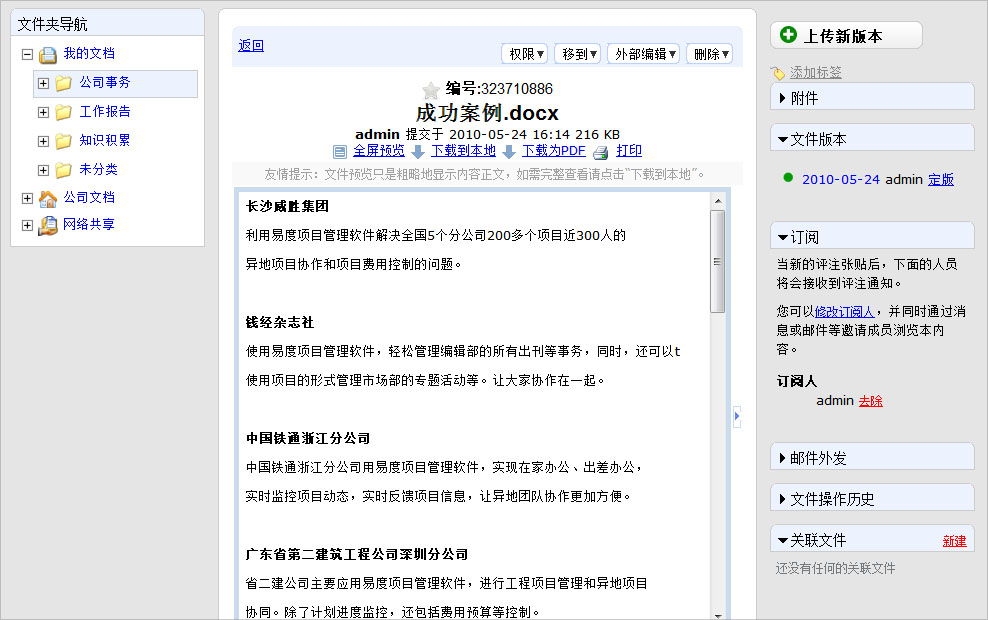 文件夹导航
我的文档
公司事务
工作报告
知识积累
未分类
公司文档
网络共享
返回
权限▼ 移到▼ 外部编辑▼ 删除▼
编号:323710886
成功案例.docx
admin 提交于 2010-05-24 16:14 216 KB
全屏预览 下载到本地 下载为PDF 打印
友情提示：文件预览只是粗略地显示内容正文，如需完整查看请点击“下载到本地”。
长沙威胜集团
利用易度项目管理软件解决全国5个分公司200多个项目近300人的
异地项目协作和项目费用控制的问题。
钱经杂志社
使用易度项目管理软件，轻松管理编辑部的所有出刊等事务，同时，还可以t
使用项目的形式管理市场部的专题活动等。让大家协作在一起。
中国铁通浙江分公司
中国铁通浙江分公司用易度项目管理软件，实现在家办公、出差办公，
实时监控项目动态，实时反馈项目信息，让异地团队协作更加方便。
广东省第二建筑工程公司深圳分公司
省二建公司主要应用易度项目管理软件，进行工程项目管理和异地项目
协同。除了计划进度监控，还包括费用预算等控制。
上传新版本
添加标签
附件
文件版本
2010-05-24 admin 定版
订阅
当新的评注张贴后，下面的人员
将会接收到评注通知。
您可以修改订阅人，并同时通过消
息或邮件等邀请成员浏览本内
容。
订阅人
admin 去除
邮件外发
文件操作历史
关联文件 新建
还没有任何的关联文件